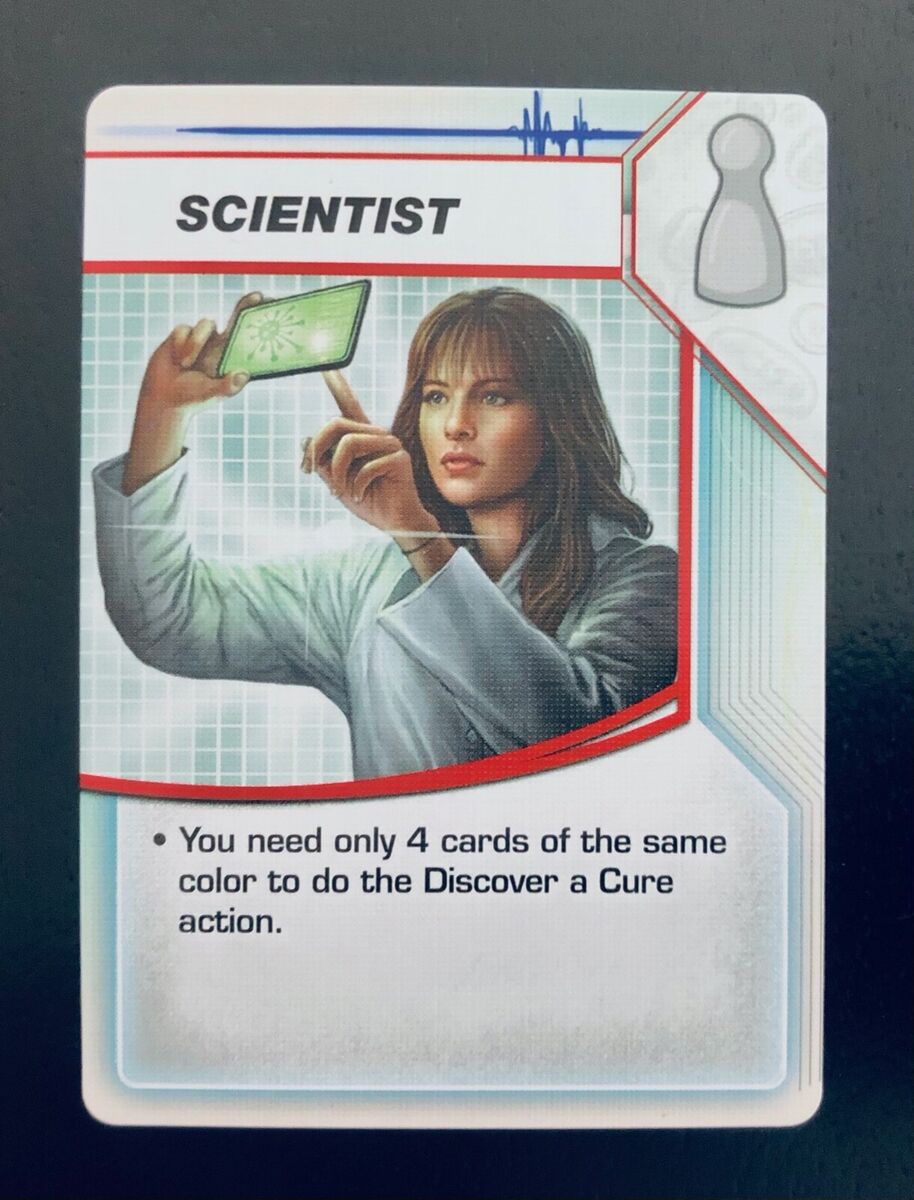 SCIENTIST
• You need only 4 cards of the same
color to do the Discover a Cure
action.